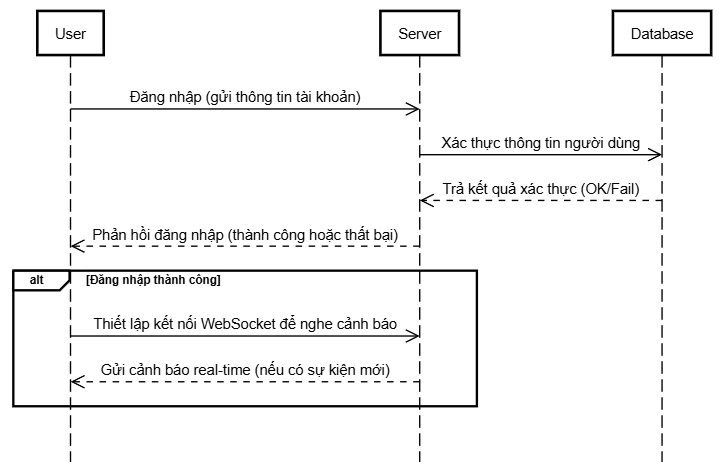 User
Server
Database
Đăng nhập (gửi thông tin tài khoản)
Xác thực thông tin người dùng
Trả kết quả xác thực (OK/Fail)
Phản hồi đăng nhập (thành công hoặc thất bại)
alt
[Đăng nhập thành công]
Thiết lập kết nối WebSocket để nghe cảnh báo
Gửi cảnh báo real-time (nếu có sự kiện mới)